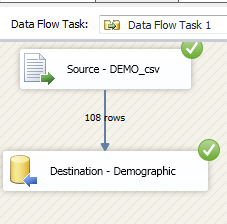 Data Flow Task: Data Flow Task 1
Source - DEMO_csv
108 rows
Destination - Demographic